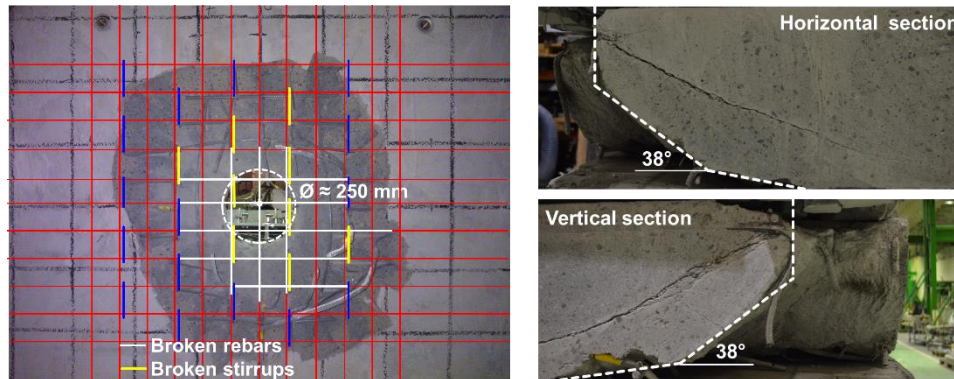 Ø ≈ 250 mm
Broken rebars
Broken stirrups
Horizontal section
38°
Vertical section
38°